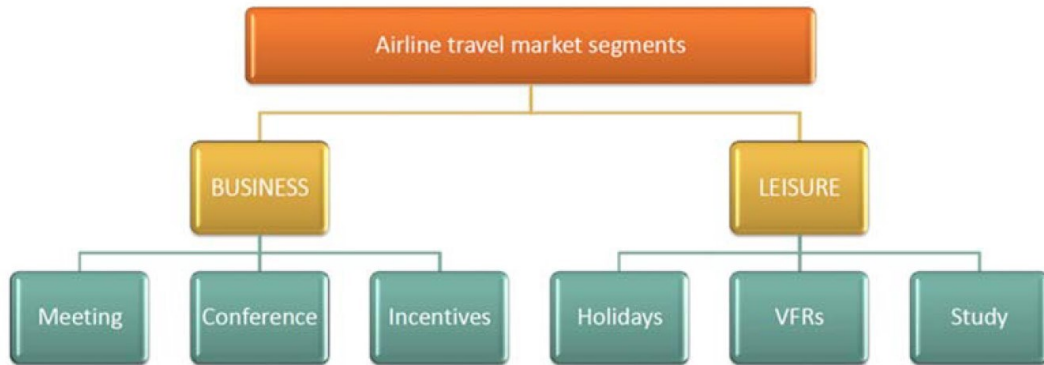 Airline travel market segments
BUSINESS
LEISURE
Meeting
Conference
Incentives
Holidays
VFRs
Study